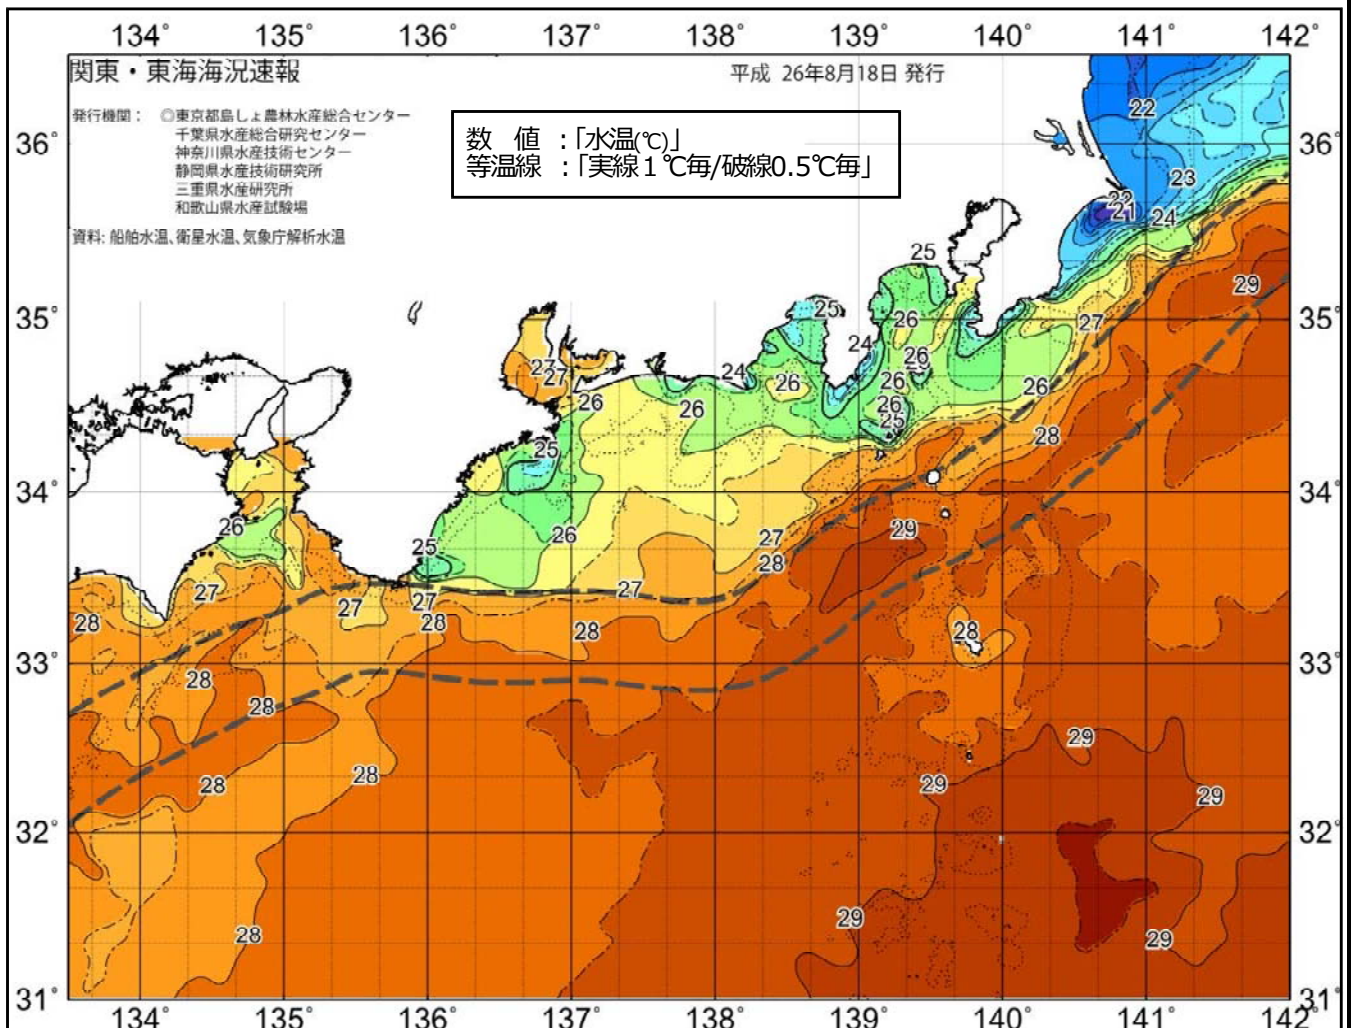 134° 135° 136° 137° 138° 139° 140° 141° 142°
関東・東海海況速報
平成 26年8月18日 発行
発行機関： ◎東京都島しょ農林水産総合センター
千葉県水産総合研究センター
神奈川県水産技術センター
静岡県水産技術研究所
三重県水産研究所
和歌山県水産試験場
資料: 船舶水温、衛星水温、気象庁解析水温
数 値 ：「水温(℃)」
等温線 ：「実線１℃毎/破線0.5℃毎」
22
36° 36°
23
22
21
24
25
29
25
35° 26 27 35°
24
27 24 26
27 26
26 26 26 26
25
28
25
34° 34°
26 26 29
27
25 28
27 27 27 27
28 28 28 28
33° 33°
28
28
29
28 28 29 29
32° 32°
29
28 29
31° 31°
134 135 136 137 138 139 140 141 142°